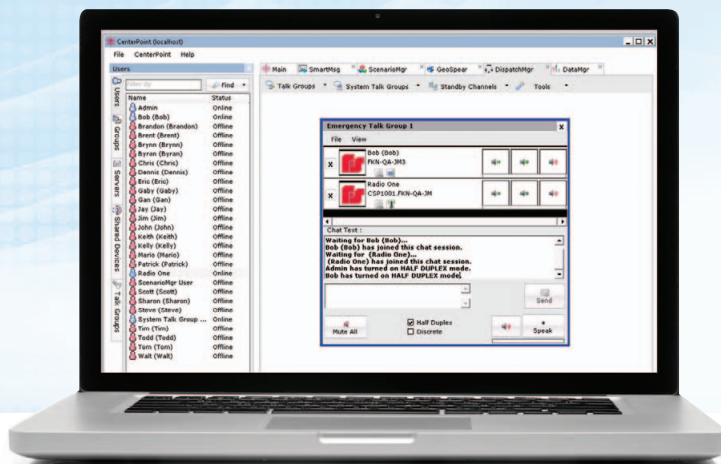 CenterPoint (localhost)
File CenterPoint Help
Users
Filter By Find
Name Status
Admin Online
Bob (Bob) Online
Brandon (Brandon) Offline
Brent (Brent) Offline
Brynn (Brynn) Offline
Byran (Byran) Offline
Chris (Chris) Offline
Dennis (Dennis) Offline
Eric (Eric) Offline
Gaby (Gaby) Offline
Gan (Gan) Offline
Jay (Jay) Offline
Jim (Jim) Offline
John (John) Offline
Keith (Keith) Offline
Kelly (Kelly) Offline
Mario (Mario) Offline
Patrick (Patrick) Offline
Radio One Online
ScenarioMgr User Offline
Scott (Scott) Offline
Sharon (Sharon) Offline
Steve (Steve) Offline
System Talk Group ... Online
Tim (Tim) Offline
Todd (Todd) Offline
Tom (Tom) Offline
Walt (Walt) Offline
Users
Groups
Servers
Shared Devices
Talk Groups
Main SmartMsg ScenarioMgr GeoSpear DispatchMgr DataMgr
Talk Groups System Talk Groups Standby Channels Tools
Emergency Talk Group 1 x
File View
x Bob (Bob)
FKN-QA-JM3
x Radio One
CSP1001.FKN-QA-JM
Chat Text :
Waiting for Bob (Bob)...
Bob (Bob) has joined this chat session.
Waiting for (Radio One)...
(Radio One) has joined this chat session.
Admin has turned on HALF DUPLEX mode.
Bob has turned on HALF DUPLEX mode.
Send
Mute All
Half Duplex
Discrete
Speak